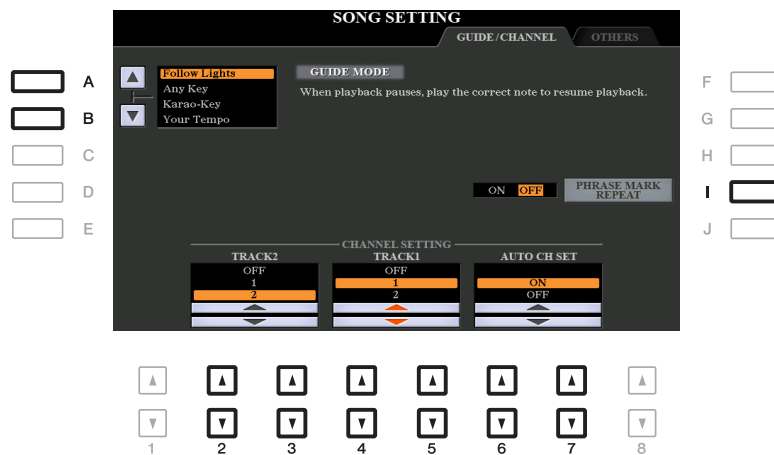 SONG SETTING
GUIDE/CHANNEL OTHERS
A
B
C
D
E
Follow Lights
Any Key
Karao-Key
Your Tempo
GUIDE MODE
When playback pauses, play the correct note to resume playback.
ON OFF
PHRASE MARK
REPEAT
F
G
H
I
J
CHANNEL SETTING
TRACK2
OFF
1
2
TRACK1
OFF
1
2
AUTO CH SET
ON
OFF
1 2 3 4 5 6 7 8